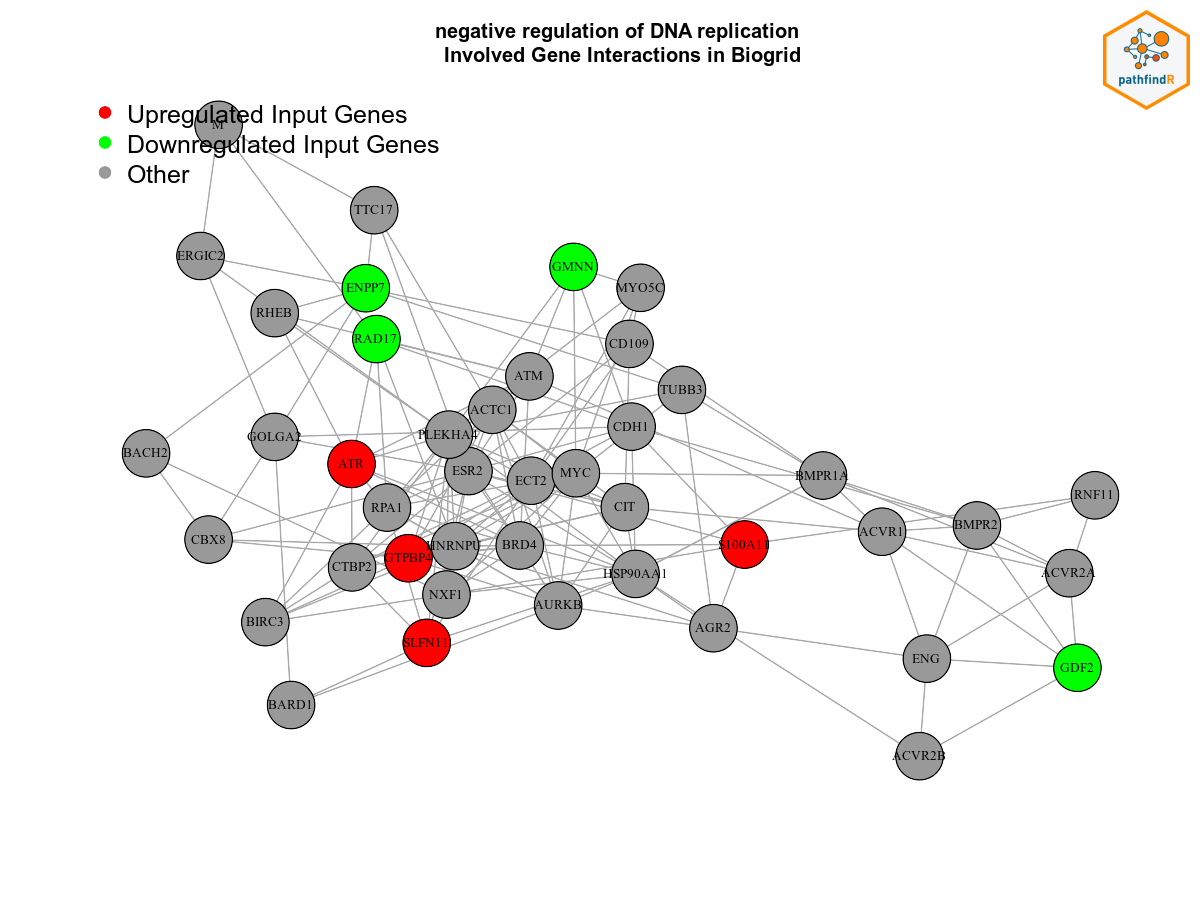 negative regulation of DNA replication
Involved Gene Interactions in Biogrid
pathfindR
Upregulated Input Genes
M
Downregulated Input Genes
Other
TTC17
ERGIC2
GMNN
ENPP7
MYO5C
RHEB
RAD17
CD109
ATM
TUBB3
ACTC1
CDH1
PLEKHA4
GOLGA2
BACH2
ATR
ESR2
MYC
ECT2
BMPR1A
RNF11
RPA1
CIT
BMPR2
ACVR1
CBX8
HNRNPU
BRD4
S100A11
GTPBP4
CTBP2
HSP90AA1
ACVR2A
NXF1
AURKB
BIRC3
AGR2
SLFN11
ENG
GDF2
BARD1
ACVR2B